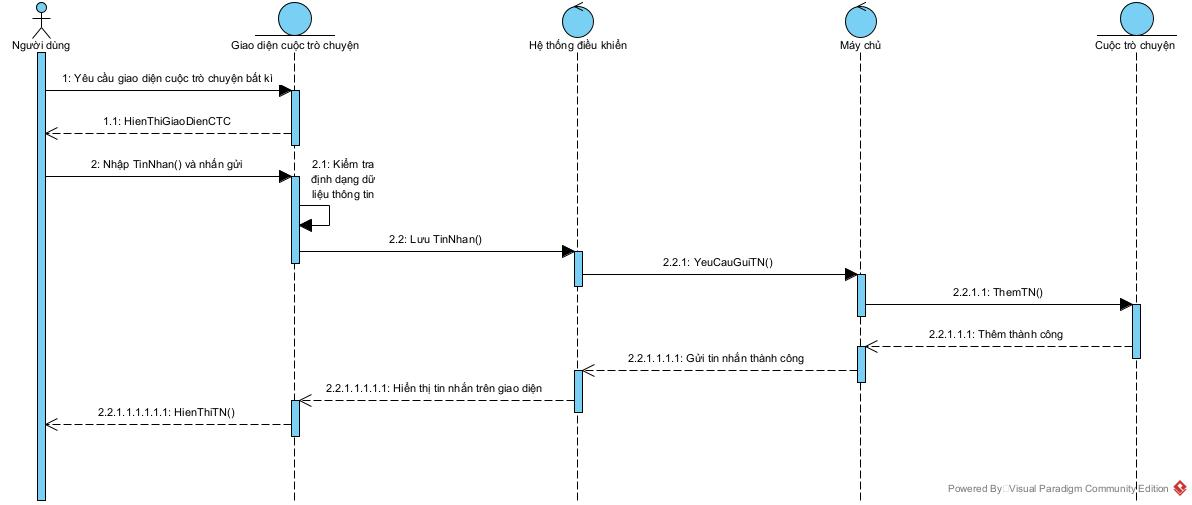 Người dùng
Giao diện cuộc trò chuyện
Hệ thống điều khiển
Máy chủ
Cuộc trò chuyện
1: Yêu cầu giao diện cuộc trò chuyện bất kì
1.1: HienThiGiaoDienCTC
2: Nhập TinNhan() và nhấn gửi
2.1: Kiểm tra
định dạng dữ
liệu thông tin
2.2: Lưu TinNhan()
2.2.1: YeuCauGuiTN()
2.2.1.1: ThemTN()
2.2.1.1.1: Thêm thành công
2.2.1.1.1.1: Gửi tin nhắn thành công
2.2.1.1.1.1.1: Hiển thị tin nhắn trên giao diện
2.2.1.1.1.1.1.1: HienThiTN()
Powered By Visual Paradigm Community Edition